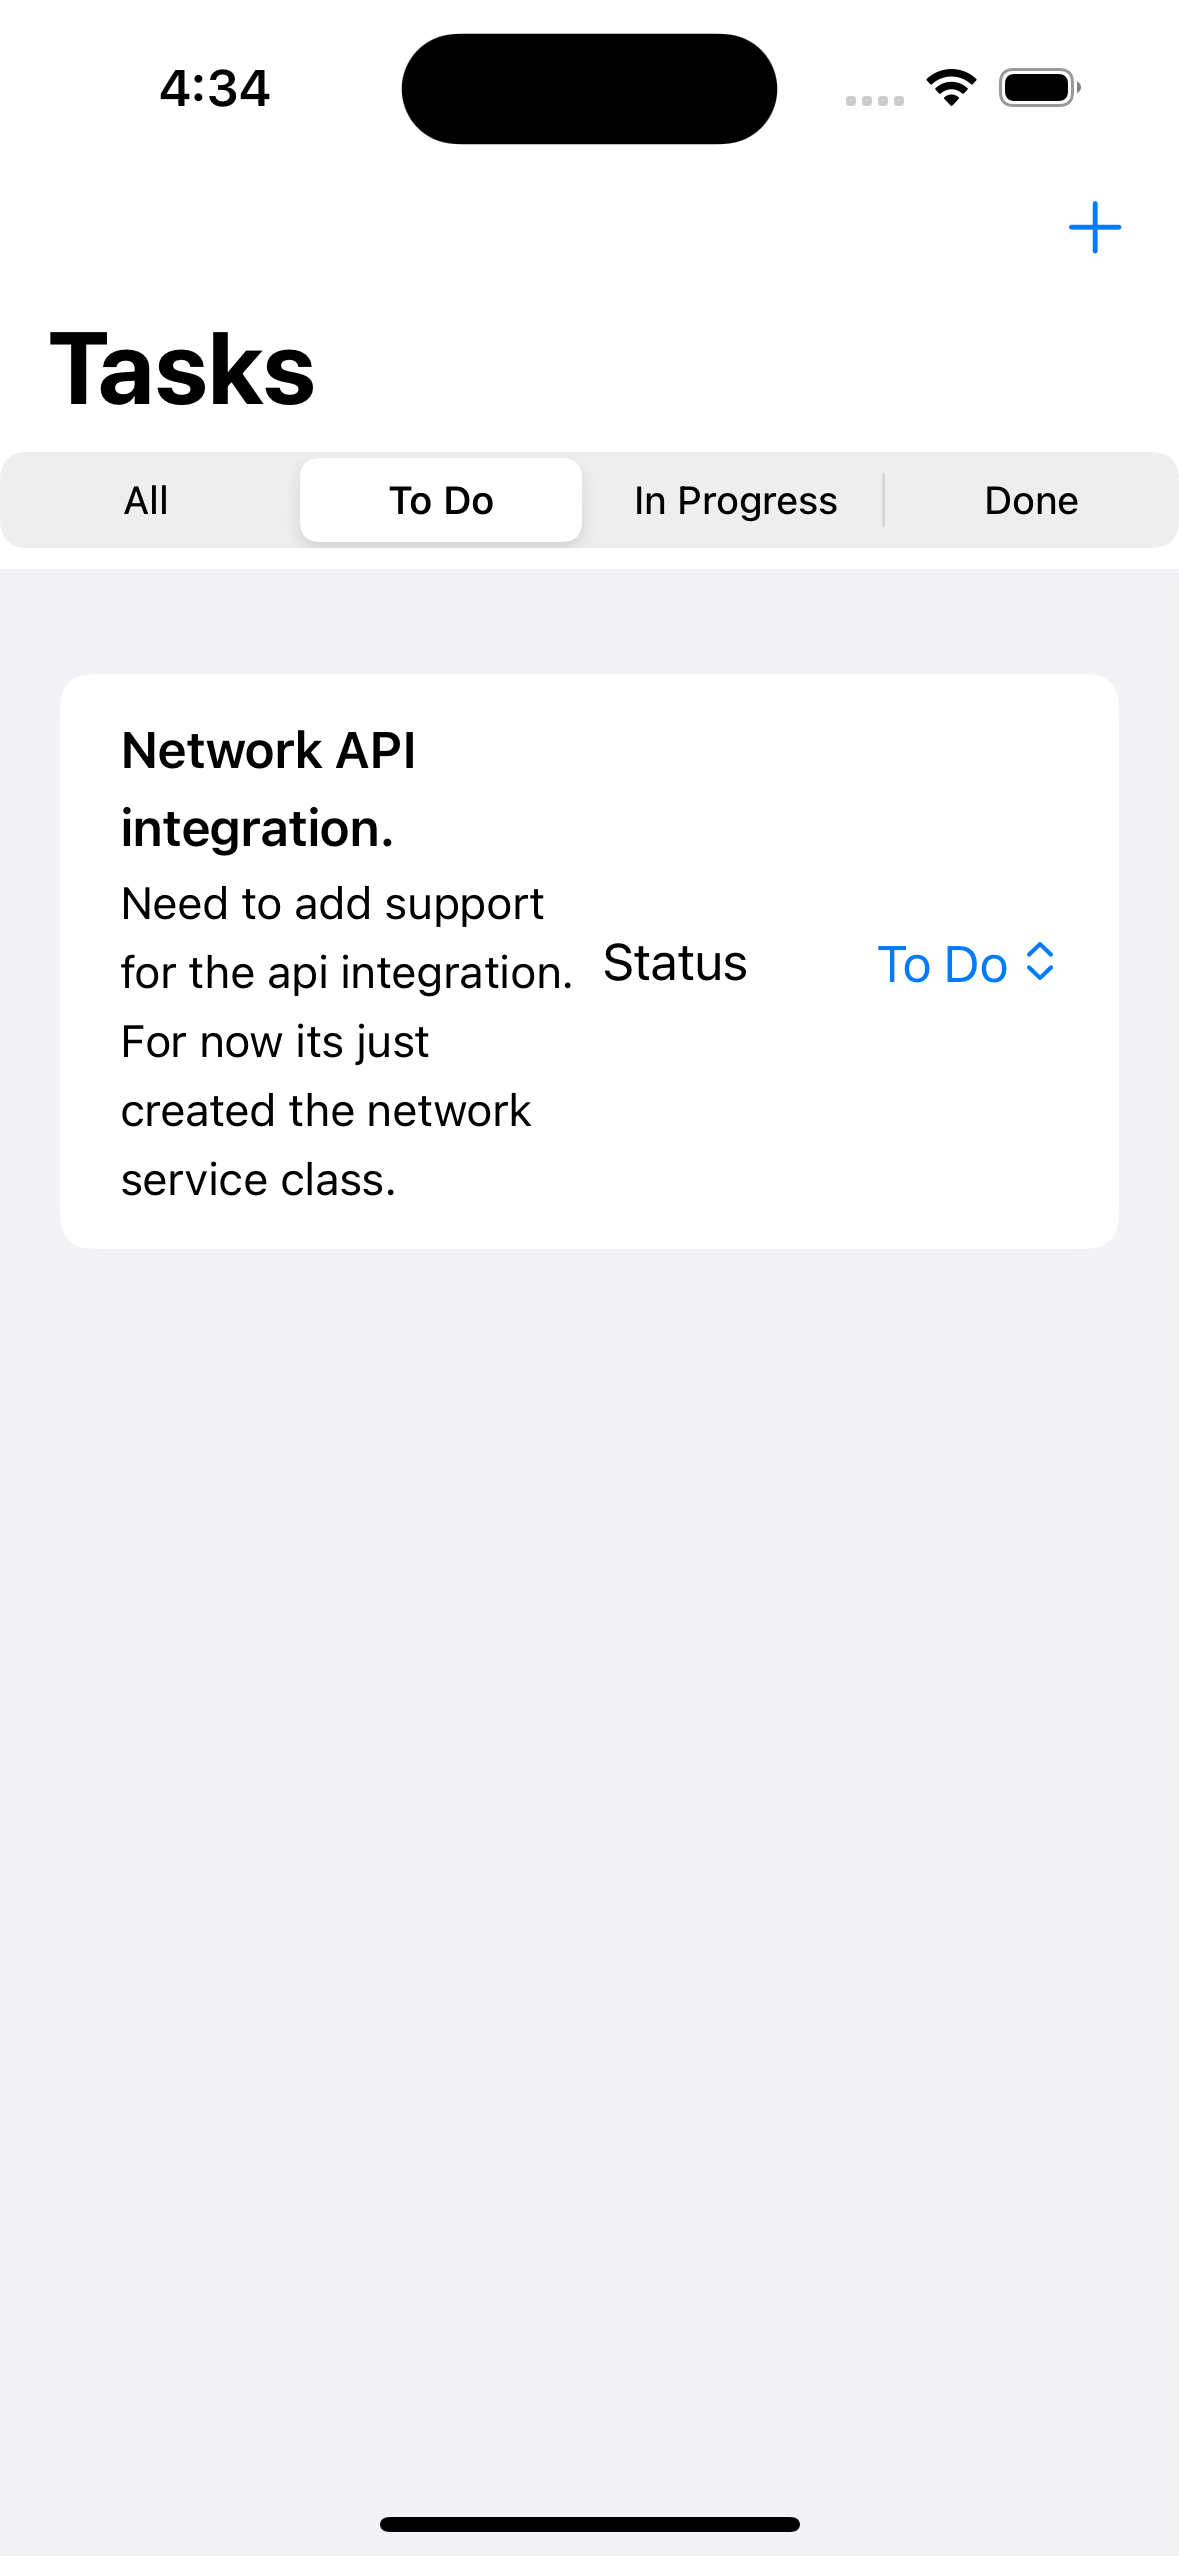 4:34
Tasks
All To Do In Progress Done
Network API
integration.
Need to add support
for the api integration.
For now its just
created the network
service class.
Status To Do